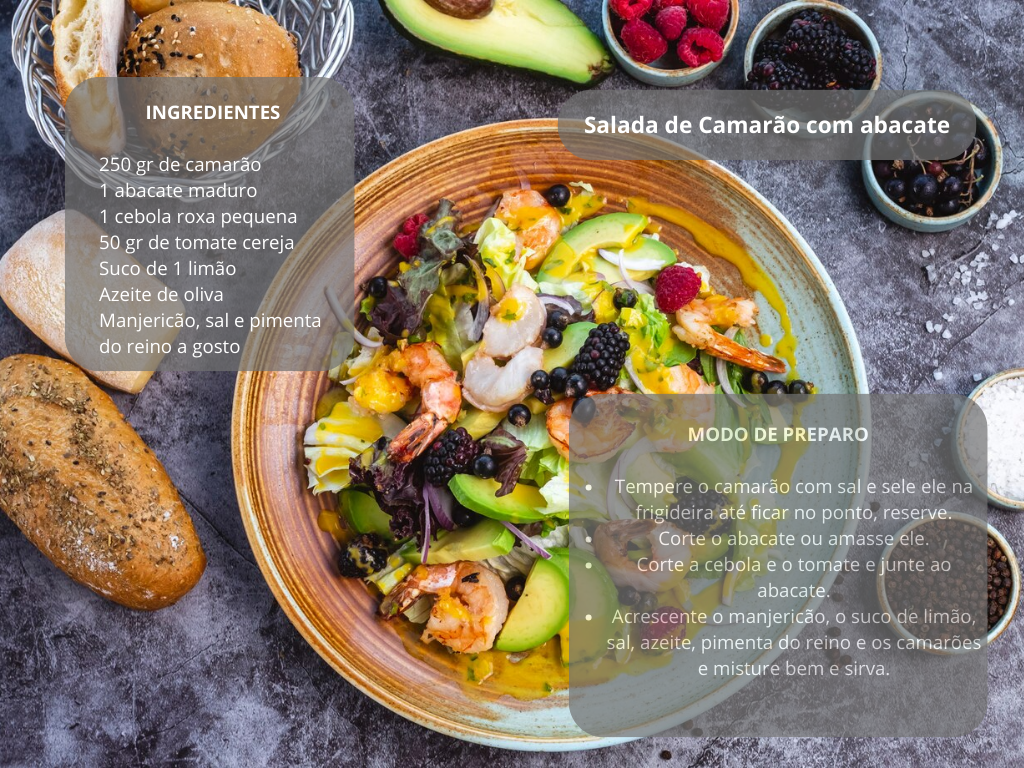 Salada de Camarão com abacate
INGREDIENTES
250 gr de camarão
1 abacate maduro
1 cebola roxa pequena
50 gr de tomate cereja
Suco de 1 limão
Azeite de oliva
Manjericão, sal e pimenta
do reino a gosto
MODO DE PREPARO
• Tempere o camarão com sal e sele ele na
frigideira até ficar no ponto, reserve.
• Corte o abacate ou amasse ele.
• Corte a cebola e o tomate e junte ao
abacate.
• Acrescente o manjericão, o suco de limão,
sal, azeite, pimenta do reino e os camarões
e misture bem e sirva.